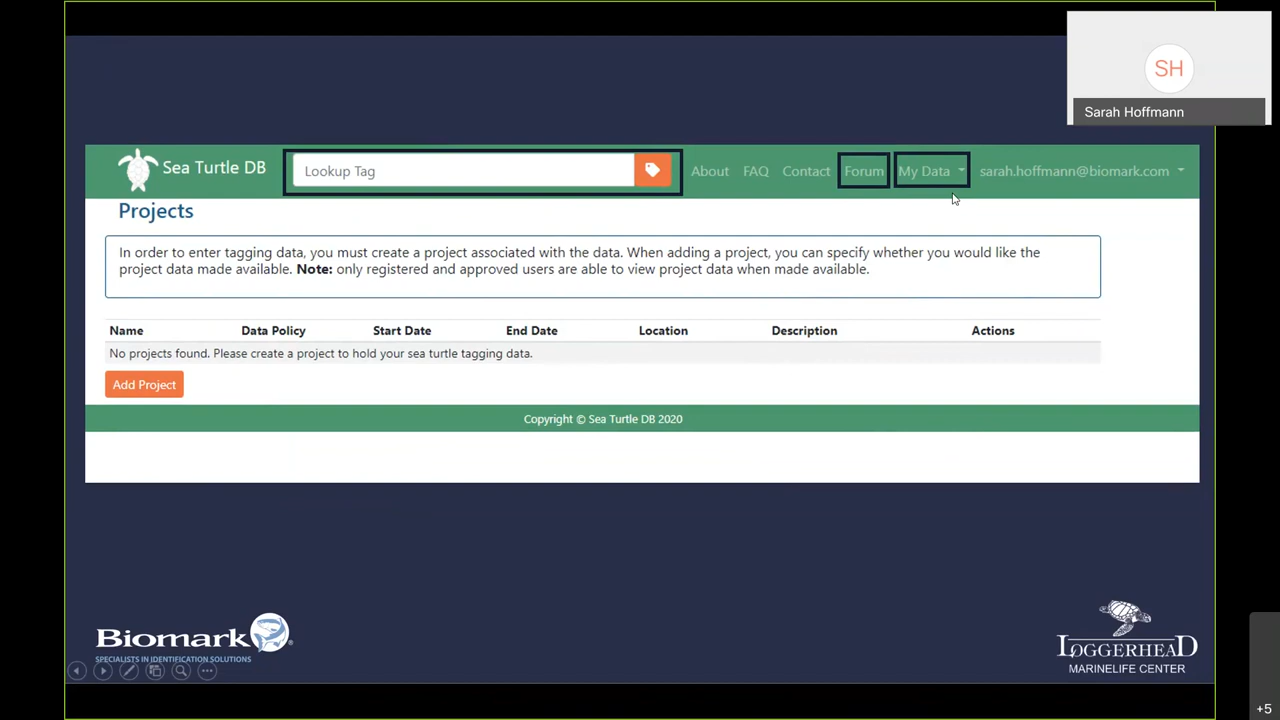 SH
Sarah Hoffmann
Sea Turtle DB
Lookup Tag
About
FAQ
Contact
Forum
My Data
sarah.hoffmann@biomark.com
Projects
In order to enter tagging data, you must create a project associated with the data. When adding a project, you can specify whether you would like the
project data made available. Note: only registered and approved users are able to view project data when made available.
Name Data Policy Start Date End Date Location Description Actions
No projects found. Please create a project to hold your sea turtle tagging data.
Add Project
Copyright © Sea Turtle DB 2020
Biomark®
SPECIALISTS IN IDENTIFICATION SOLUTIONS
LOGGERHEAD
MARINELIFE CENTER
+5